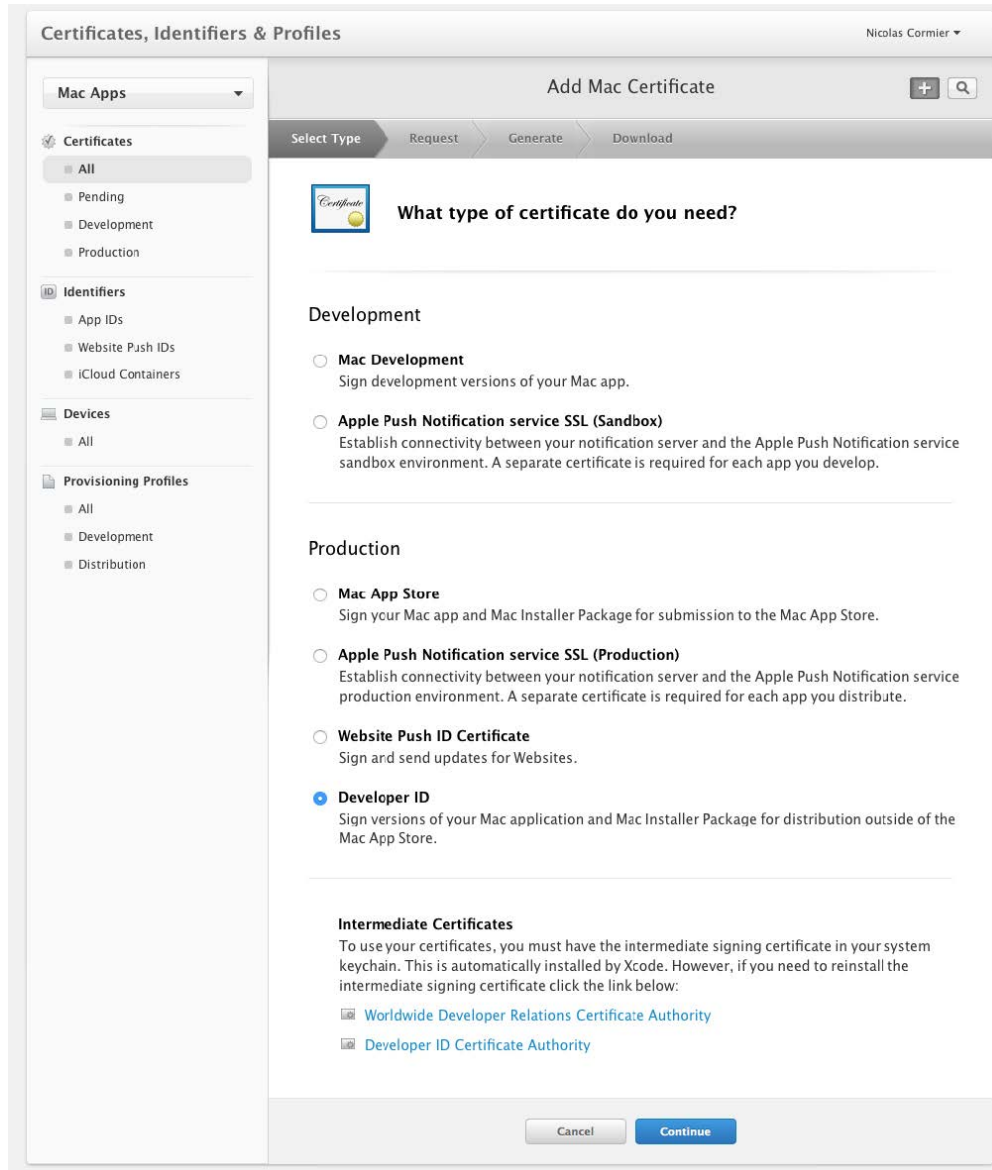 Certificates, Identifiers & Profiles
Nicolas Cormier
Mac Apps
Add Mac Certificate
Certificates
All
Pending
Development
Production
Identifiers
App IDs
Website Push IDs
iCloud Containers
Devices
All
Provisioning Profiles
All
Development
Distribution
Select Type
Request
Generate
Download
Certificate
What type of certificate do you need?
Development
Mac Development
Sign development versions of your Mac app.
Apple Push Notification service SSL (Sandbox)
Establish connectivity between your notification server and the Apple Push Notification service
sandbox environment. A separate certificate is required for each app you develop.
Production
Mac App Store
Sign your Mac app and Mac Installer Package for submission to the Mac App Store.
Apple Push Notification service SSL (Production)
Establish connectivity between your notification server and the Apple Push Notification service
production environment. A separate certificate is required for each app you distribute.
Website Push ID Certificate
Sign and send updates for Websites.
Developer ID
Sign versions of your Mac application and Mac Installer Package for distribution outside of the
Mac App Store.
Intermediate Certificates
To use your certificates, you must have the intermediate signing certificate in your system
keychain. This is automatically installed by Xcode. However, if you need to reinstall the
intermediate signing certificate click the link below:
Worldwide Developer Relations Certificate Authority
Developer ID Certificate Authority
Cancel
Continue